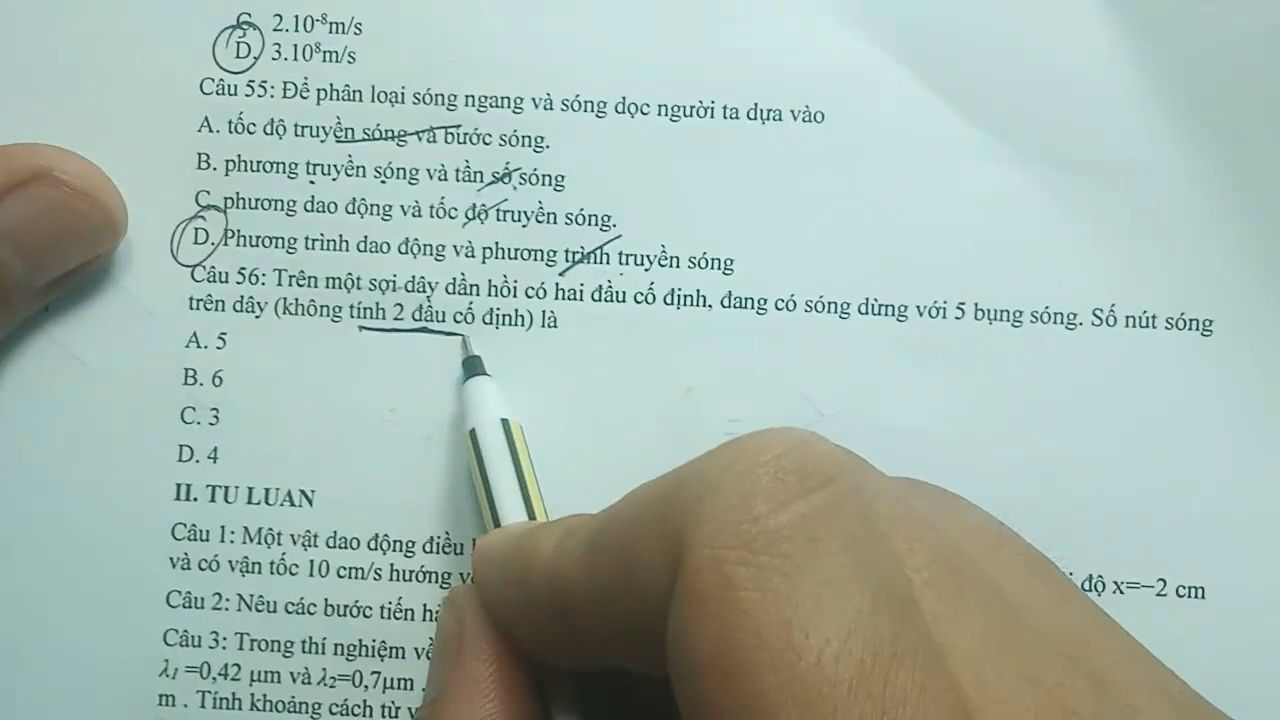 C. 2.10⁻⁸m/s
D. 3.10⁸m/s
Câu 55: Để phân loại sóng ngang và sóng dọc người ta dựa vào
A. tốc độ truyền sóng và bước sóng.
B. phương truyền sóng và tần số sóng
C. phương dao động và tốc độ truyền sóng.
D. Phương trình dao động và phương trình truyền sóng
Câu 56: Trên một sợi dây dần hồi có hai đầu cố định, đang có sóng dừng với 5 bụng sóng. Số nút sóng
trên dây (không tính 2 đầu cố định) là
A. 5
B. 6
C. 3
D. 4
II. TU LUAN
Câu 1: Một vật dao động điều độ x=−2 cm
và có vận tốc 10 cm/s hướng
Câu 2: Nêu các bước tiến
Câu 3: Trong thí nghiệm về
λ₁ =0,42 μm và λ₂=0,7μm .
m . Tính khoảng cách từ